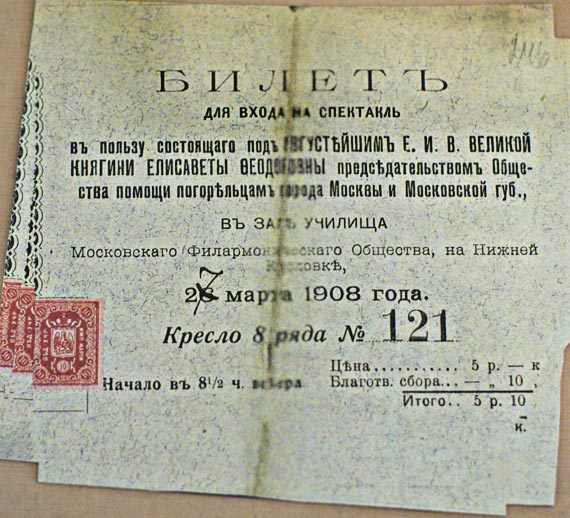 БИЛЕТЪ
ДЛЯ ВХОДА НА СПЕКТАКЛЬ
въ пользу состоящаго подъ АВГУСТѢЙШИМЪ Е. И. В. ВЕЛИКОЙ
КНЯГИНИ ЕЛИСАВЕТЫ ѲЕОДОРОВНЫ предсѣдательствомъ Обще-
ства помощи погорѣльцамъ города Москвы и Московской губ.,
ВЪ ЗАЛѢ УЧИЛИЩА
Московскаго Филармоническаго Общества, на Нижней
Кисловкѣ,
27 марта 1908 года.
Кресло 8 ряда № 121
Цѣна........... 5 р. — к
Начало въ 8½ ч. вечера.
Благотв. сбора... — „ 10 „
Итого.. 5 р. 10
к.